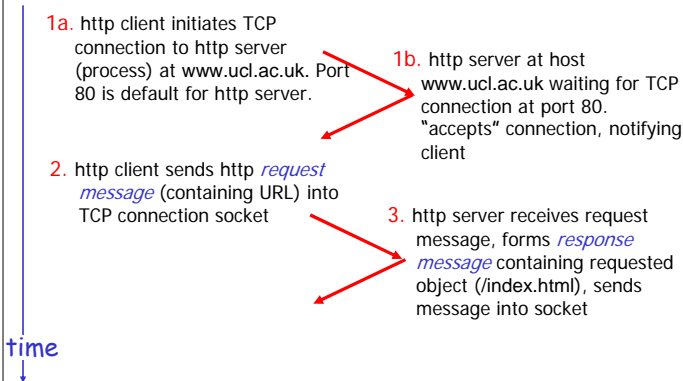 1a. http client initiates TCP
connection to http server
(process) at www.ucl.ac.uk. Port
80 is default for http server.
1b. http server at host
www.ucl.ac.uk waiting for TCP
connection at port 80.
"accepts" connection, notifying
client
2. http client sends http request
message (containing URL) into
TCP connection socket
3. http server receives request
message, forms response
message containing requested
object (/index.html), sends
message into socket
time